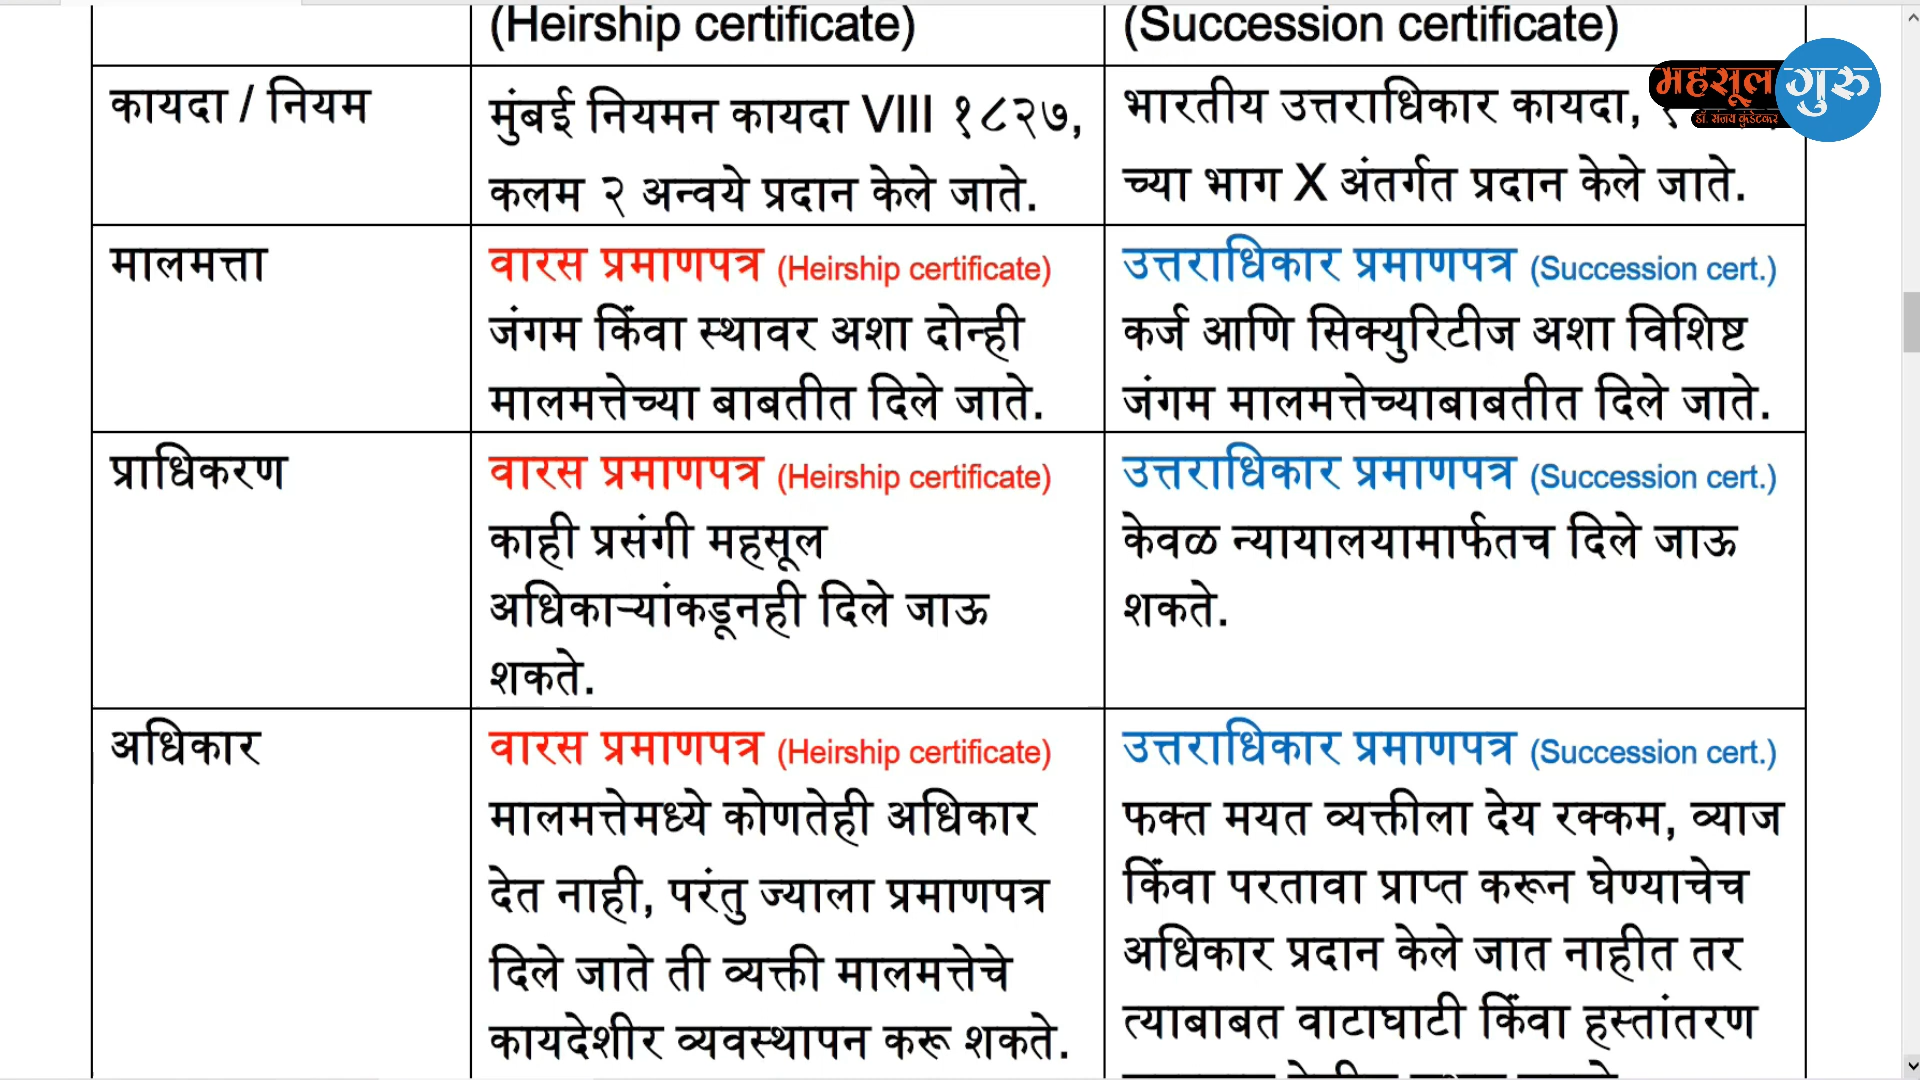 (Heirship certificate)
(Succession certificate)
कायदा / नियम
मुंबई नियमन कायदा VIII १८२७,
कलम २ अन्वये प्रदान केले जाते.
भारतीय उत्तराधिकार कायदा,
च्या भाग X अंतर्गत प्रदान केले जाते.
महसूल गुरु
डॉ. संजय कुंडेटकर
मालमत्ता
वारस प्रमाणपत्र (Heirship certificate)
जंगम किंवा स्थावर अशा दोन्ही
मालमत्तेच्या बाबतीत दिले जाते.
उत्तराधिकार प्रमाणपत्र (Succession cert.)
कर्ज आणि सिक्युरिटीज अशा विशिष्ट
जंगम मालमत्तेच्याबाबतीत दिले जाते.
प्राधिकरण
वारस प्रमाणपत्र (Heirship certificate)
काही प्रसंगी महसूल
अधिकाऱ्यांकडूनही दिले जाऊ
शकते.
उत्तराधिकार प्रमाणपत्र (Succession cert.)
केवळ न्यायालयामार्फतच दिले जाऊ
शकते.
अधिकार
वारस प्रमाणपत्र (Heirship certificate)
मालमत्तेमध्ये कोणतेही अधिकार
देत नाही, परंतु ज्याला प्रमाणपत्र
दिले जाते ती व्यक्ती मालमत्तेचे
कायदेशीर व्यवस्थापन करू शकते.
उत्तराधिकार प्रमाणपत्र (Succession cert.)
फक्त मयत व्यक्तीला देय रक्कम, व्याज
किंवा परतावा प्राप्त करून घेण्याचेच
अधिकार प्रदान केले जात नाहीत तर
त्याबाबत वाटाघाटी किंवा हस्तांतरण